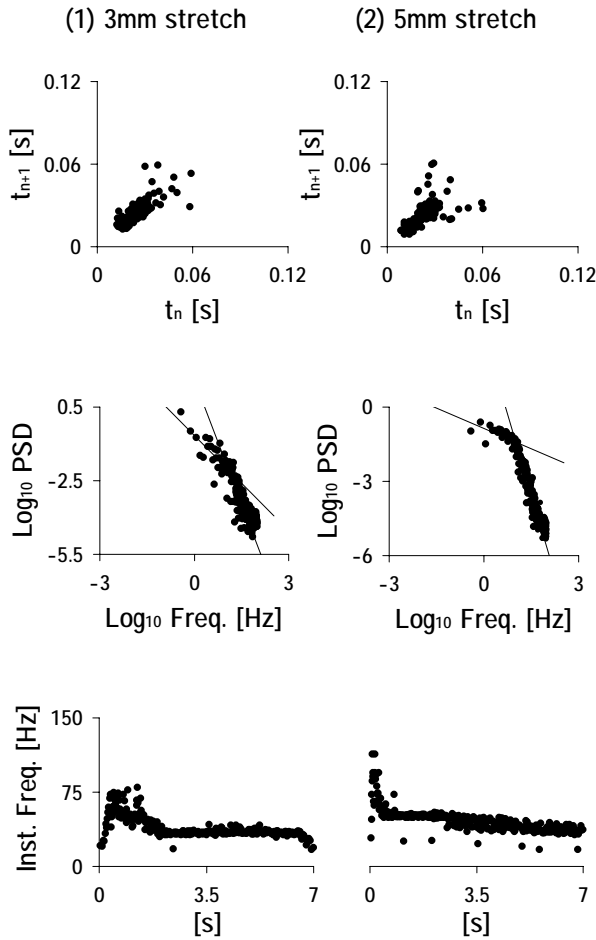 (1) 3mm stretch
(2) 5mm stretch
0.12
0.06
0
tn+1 [s]
0 0.06 0.12
tn [s]
0.12
0.06
0
tn+1 [s]
0 0.06 0.12
tn [s]
0.5
-2.5
-5.5
Log10 PSD
-3 0 3
Log10 Freq. [Hz]
0
-3
-6
Log10 PSD
-3 0 3
Log10 Freq. [Hz]
150
75
0
Inst. Freq. [Hz]
3.5 7
[s]
0 3.5 7
[s]